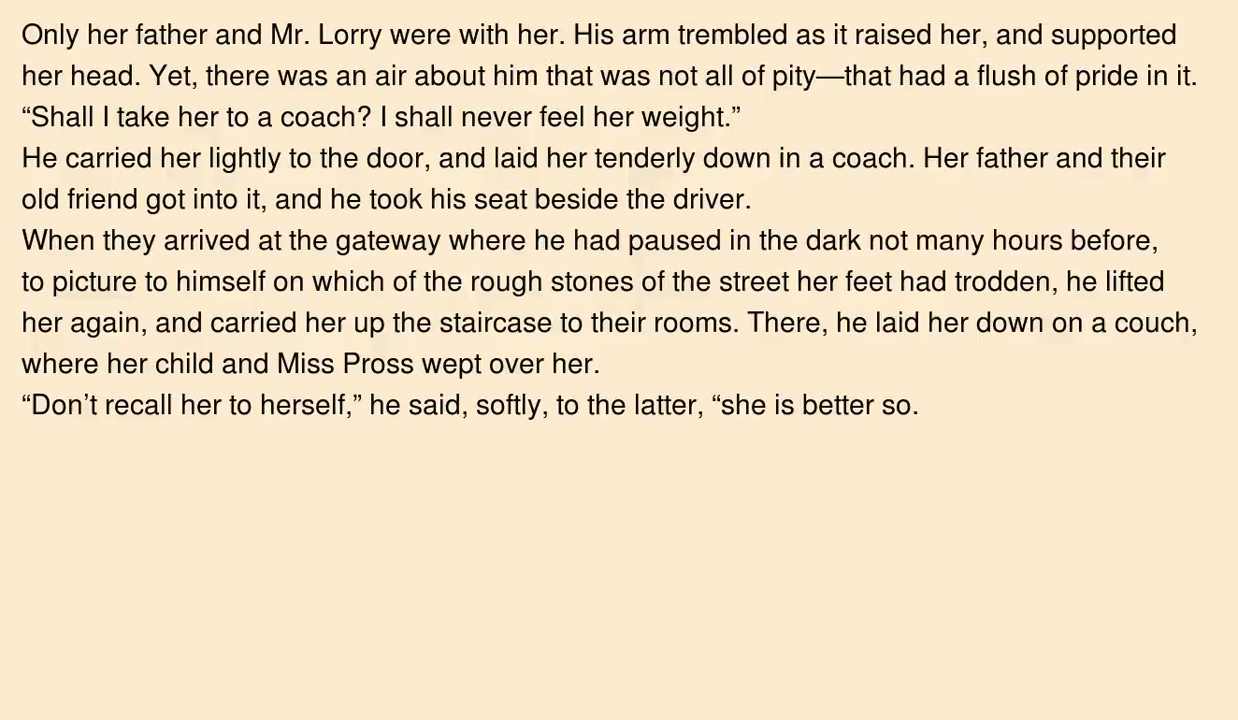 Only her father and Mr. Lorry were with her. His arm trembled as it raised her, and supported
her head. Yet, there was an air about him that was not all of pity—that had a flush of pride in it.
“Shall I take her to a coach? I shall never feel her weight.”
He carried her lightly to the door, and laid her tenderly down in a coach. Her father and their
old friend got into it, and he took his seat beside the driver.
When they arrived at the gateway where he had paused in the dark not many hours before,
to picture to himself on which of the rough stones of the street her feet had trodden, he lifted
her again, and carried her up the staircase to their rooms. There, he laid her down on a couch,
where her child and Miss Pross wept over her.
“Don’t recall her to herself,” he said, softly, to the latter, “she is better so.